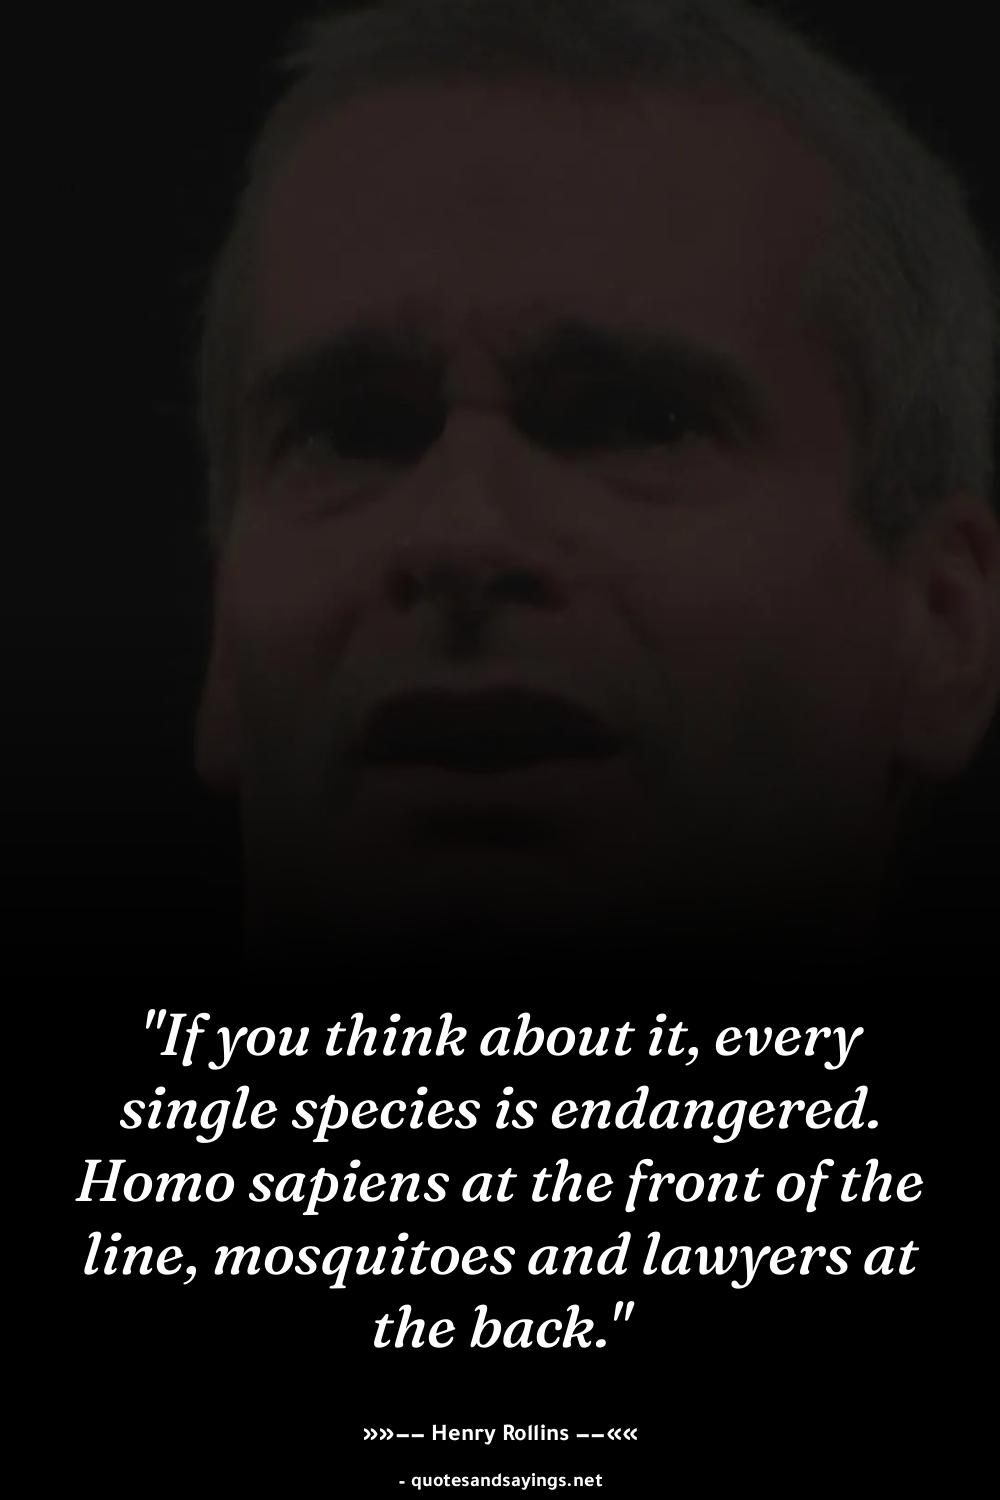 "If you think about it, every
single species is endangered.
Homo sapiens at the front of the
line, mosquitoes and lawyers at
the back."
»»–– Henry Rollins ––««
- quotesandsayings.net